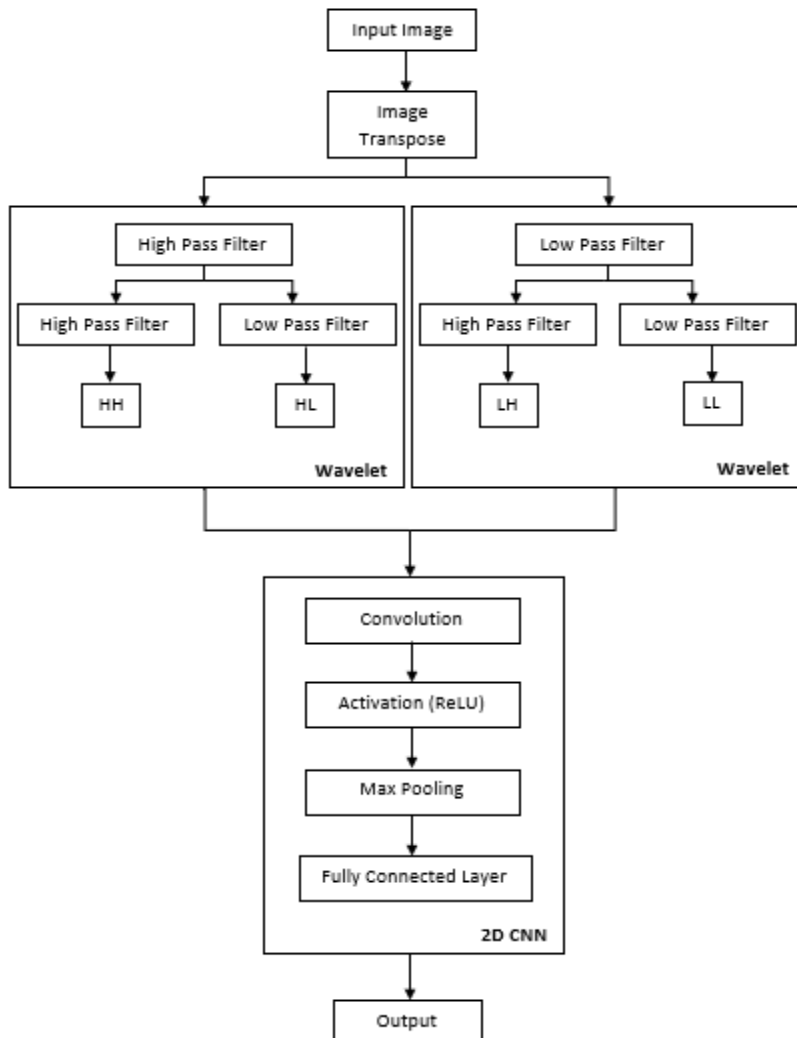 Input Image
Image
Transpose
High Pass Filter
High Pass Filter
Low Pass Filter
HH
HL
Wavelet
Low Pass Filter
High Pass Filter
Low Pass Filter
LH
LL
Wavelet
Convolution
Activation (ReLU)
Max Pooling
Fully Connected Layer
2D CNN
Output